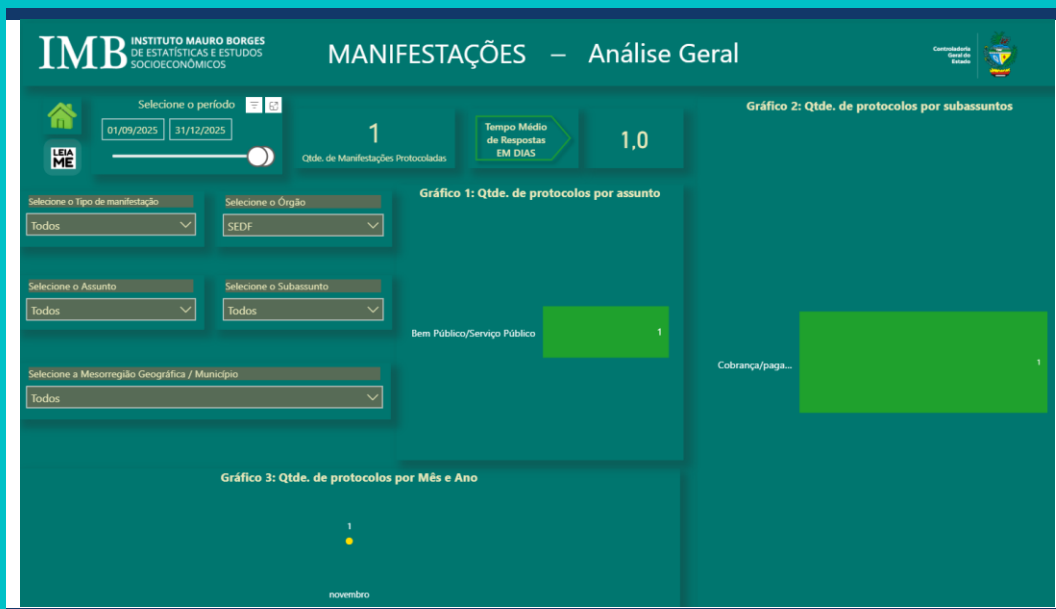 IMB
INSTITUTO MAURO BORGES
DE ESTATÍSTICAS E ESTUDOS
SOCIOECONÔMICOS
MANIFESTAÇÕES – Análise Geral
Controladoria
Geral do
Estado
Selecione o período
01/09/2025 31/12/2025
LEIA
ME
1
Qtde. de Manifestações Protocoladas
Tempo Médio
de Respostas
EM DIAS
1,0
Selecione o Tipo de manifestação
Todos
Selecione o Órgão
SEDF
Selecione o Assunto
Todos
Selecione o Subassunto
Todos
Selecione a Mesorregião Geográfica / Município
Todos
Gráfico 1: Qtde. de protocolos por assunto
Bem Público/Serviço Público 1
Gráfico 2: Qtde. de protocolos por subassuntos
Cobrança/paga... 1
Gráfico 3: Qtde. de protocolos por Mês e Ano
1
novembro